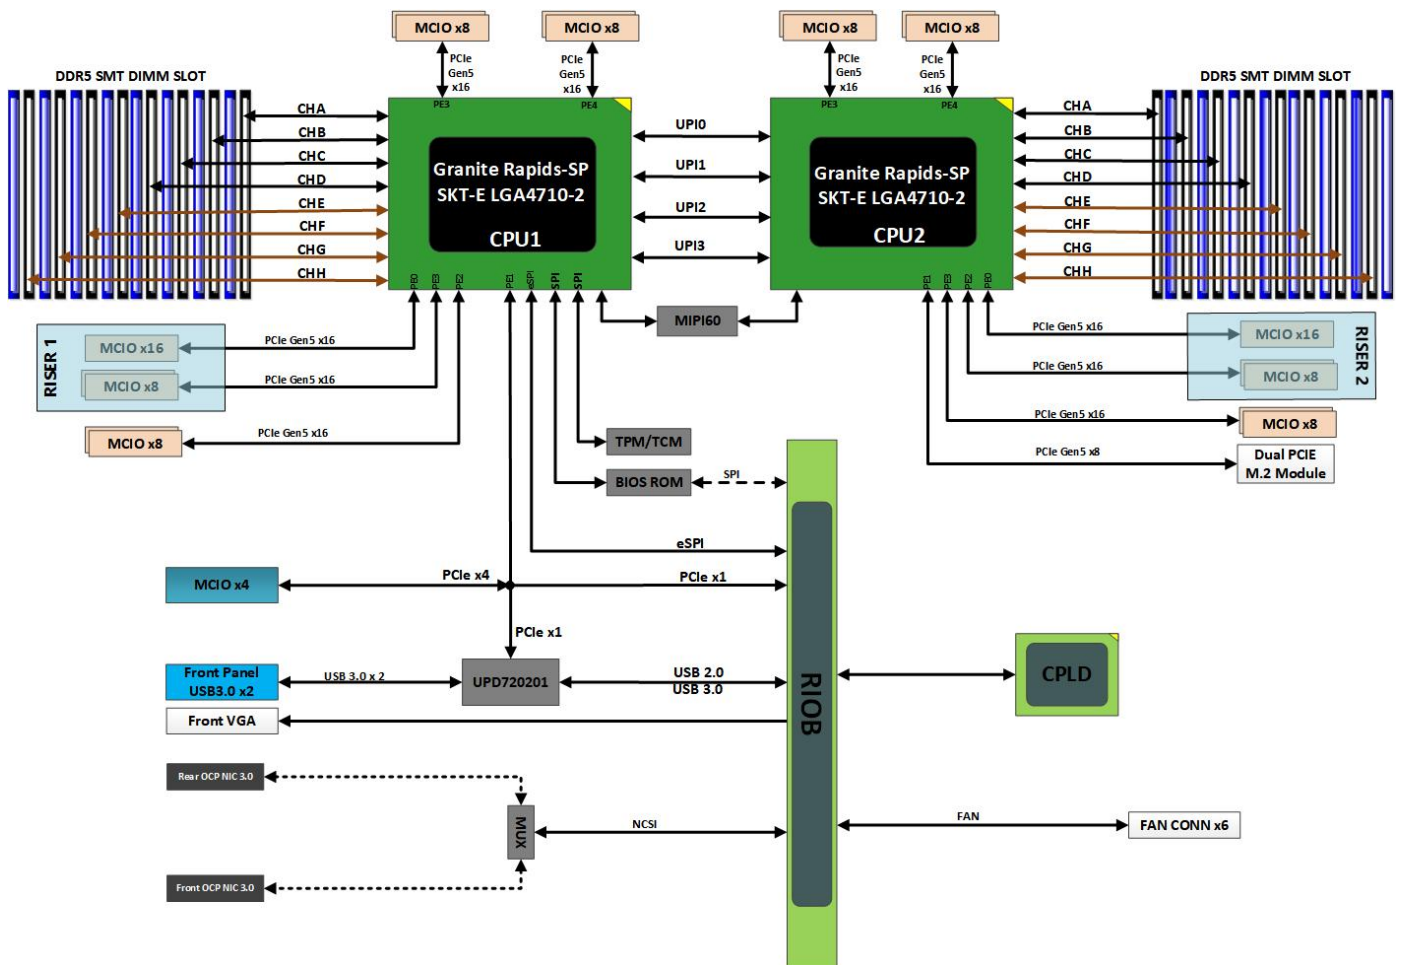 MCIO x8
MCIO x8
MCIO x8
MCIO x8
PCIe
Gen5
x16
PCIe
Gen5
x16
PCIe
Gen5
x16
PCIe
Gen5
x16
DDR5 SMT DIMM SLOT
DDR5 SMT DIMM SLOT
PE3
PE4
PE3
PE4
CHA
CHB
CHC
CHD
CHE
CHF
CHG
CHH
Granite Rapids-SP
SKT-E LGA4710-2
CPU1
UPI0
UPI1
UPI2
UPI3
Granite Rapids-SP
SKT-E LGA4710-2
CPU2
CHA
CHB
CHC
CHD
CHE
CHF
CHG
CHH
PE0
PE3
PE2
PE1
eSPI
SPI
SPI
PE1
PE3
PE2
PE0
MIPI60
RISER 1
MCIO x16
MCIO x8
PCIe Gen5 x16
PCIe Gen5 x16
MCIO x8
PCIe Gen5 x16
PCIe Gen5 x16
PCIe Gen5 x16
RISER 2
MCIO x16
MCIO x8
PCIe Gen5 x16
MCIO x8
PCIe Gen5 x8
Dual PCIE
M.2 Module
TPM/TCM
BIOS ROM
SPI
eSPI
MCIO x4
PCIe x4
PCIe x1
PCIe x1
Front Panel
USB3.0 x2
USB 3.0 x 2
UPD720201
USB 2.0
USB 3.0
Front VGA
RIOB
CPLD
Rear OCP NIC 3.0
MUX
NCSI
Front OCP NIC 3.0
FAN
FAN CONN x6